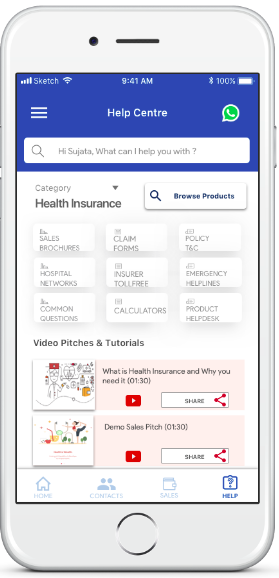 Sketch 9:41 AM 100%
Help Centre
Hi Sujata, What can I help you with ?
Category
Health Insurance
Browse Products
SALES
BROCHURES
CLAIM
FORMS
POLICY
T&C
HOSPITAL
NETWORKS
INSURER
TOLLFREE
EMERGENCY
HELPLINES
COMMON
QUESTIONS
CALCULATORS
PRODUCT
HELPDESK
Video Pitches & Tutorials
What is Health Insurance and Why you
need it (01:30)
SHARE
Demo Sales Pitch (01:30)
SHARE
HOME CONTACTS SALES HELP